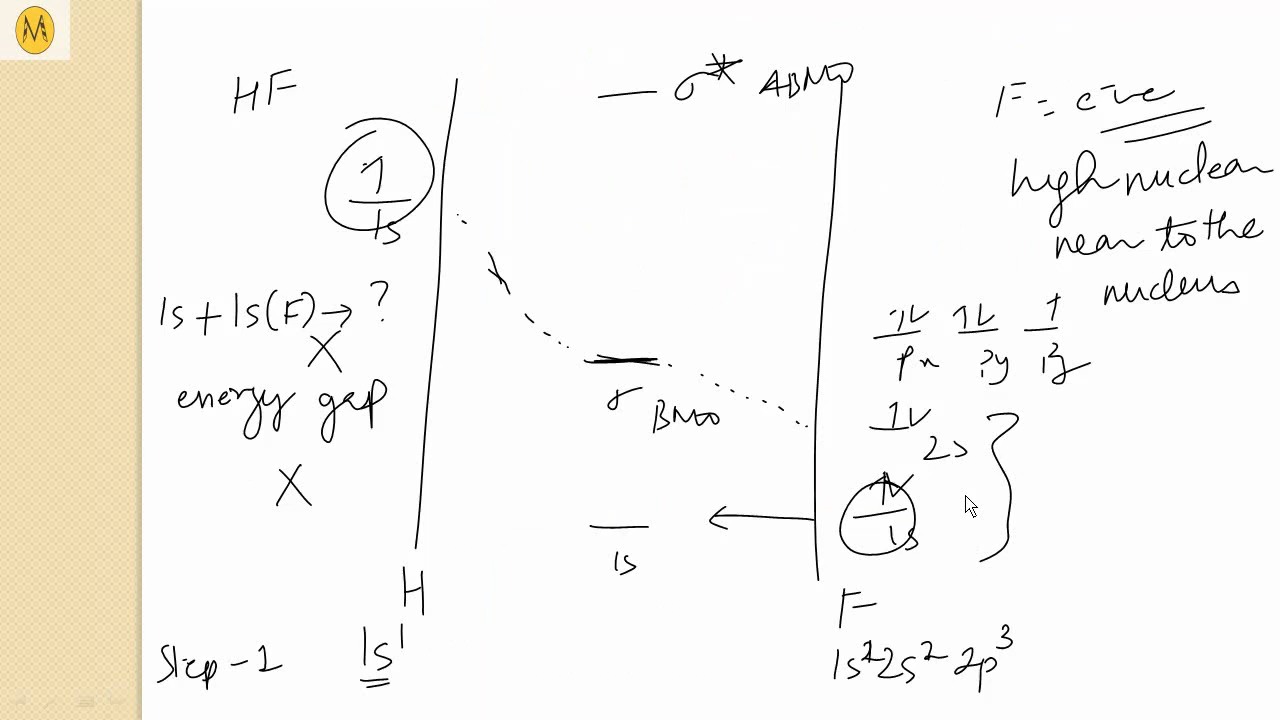 M
HF
σ* ABMO
F = e-ve
high nuclear
near to the
nucleus
1
1s
1s + 1s(F) → ?
X
energy gap
X
σ BMO
1s
px py pz
2s
1s
H
F
Step-1
1s¹
1s² 2s² 2p³